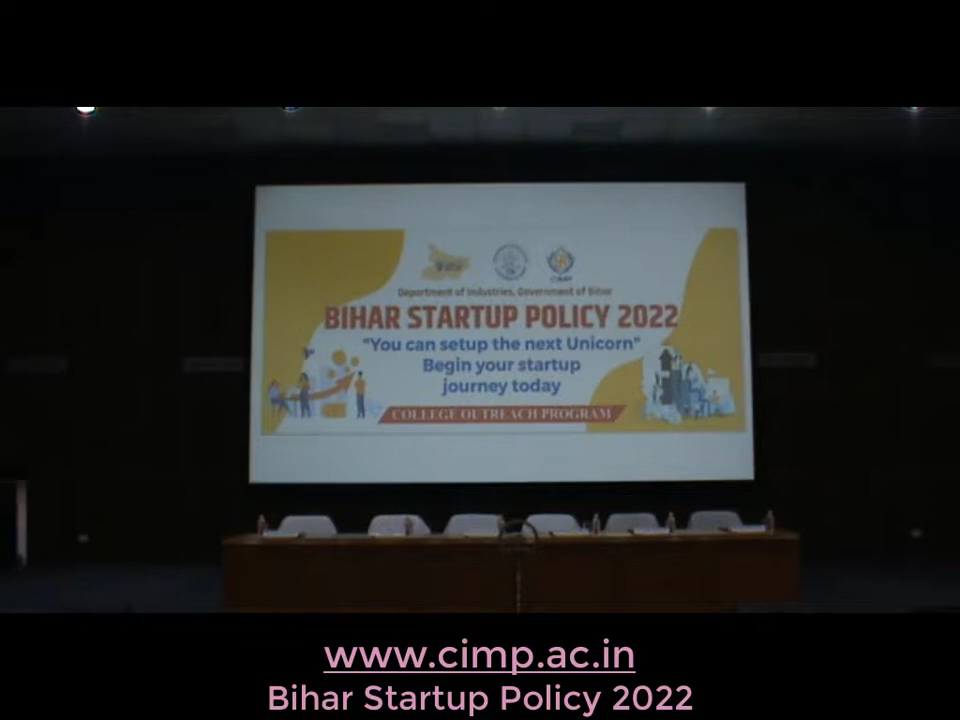 Department of Industries, Government of Bihar
BIHAR STARTUP POLICY 2022
"You can setup the next Unicorn"
Begin your startup
journey today
COLLEGE OUTREACH PROGRAM
www.cimp.ac.in
Bihar Startup Policy 2022